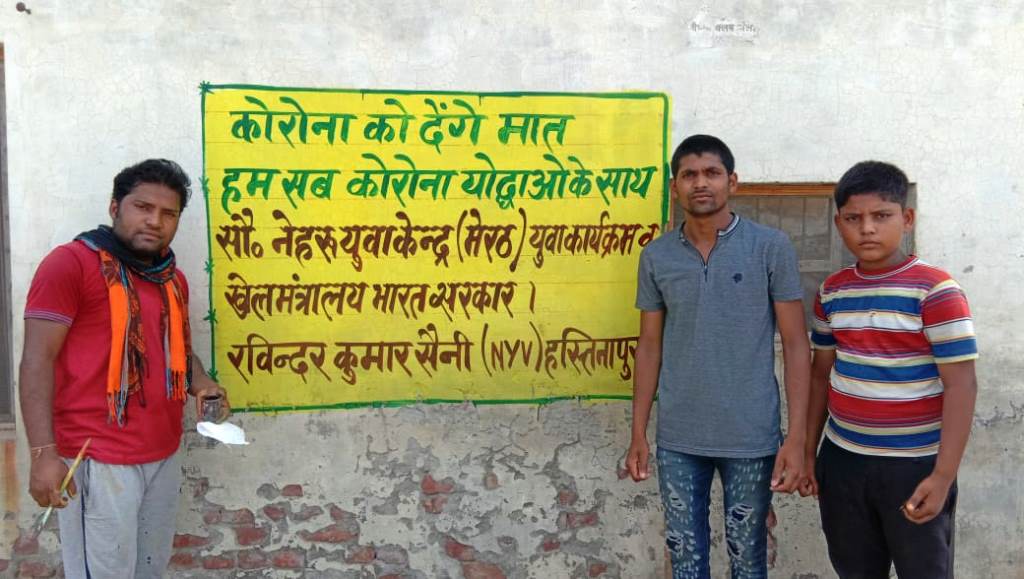 कोरोना को देंगे मात
हम सब कोरोना योद्धाओ के साथ
सौ० नेहरू युवा केन्द्र (मेरठ) युवा कार्यक्रम व
खेल मंत्रालय भारत सरकार ।
रविन्दर कुमार सैनी (NYV) हस्तिनापुर